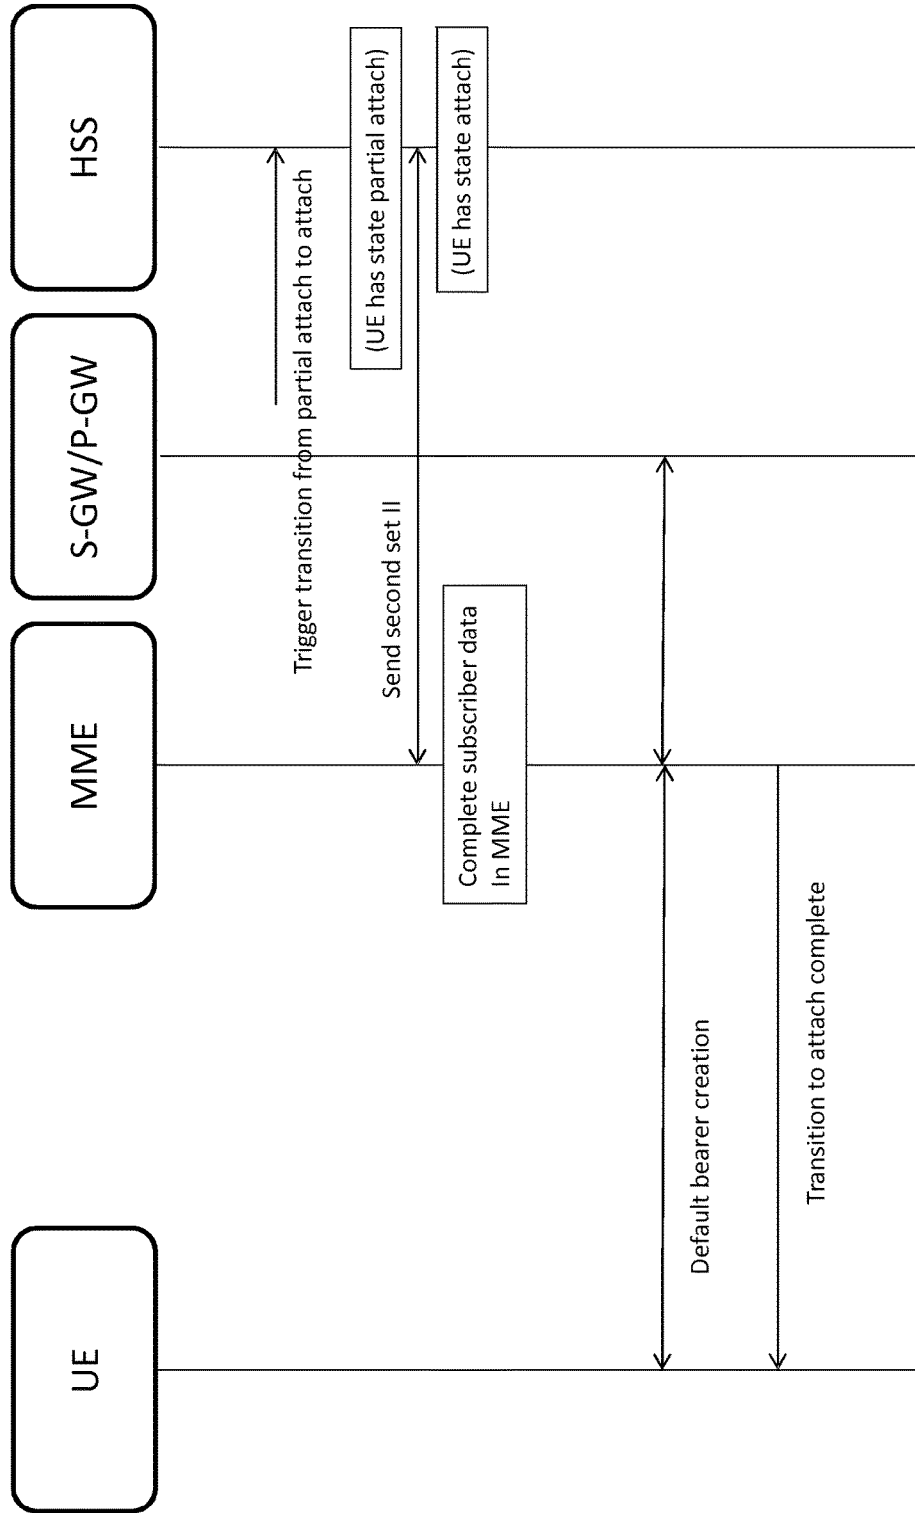 UE
MME
S-GW/P-GW
HSS
Trigger transition from partial attach to attach
(UE has state partial attach)
Send second set II
(UE has state attach)
Complete subscriber data
In MME
Default bearer creation
Transition to attach complete